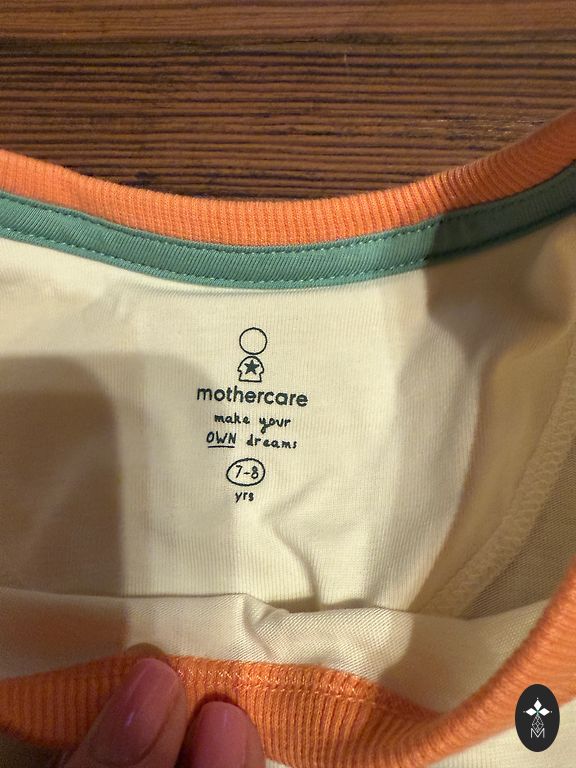 mothercare
make your
OWN dreams
7-8
yrs